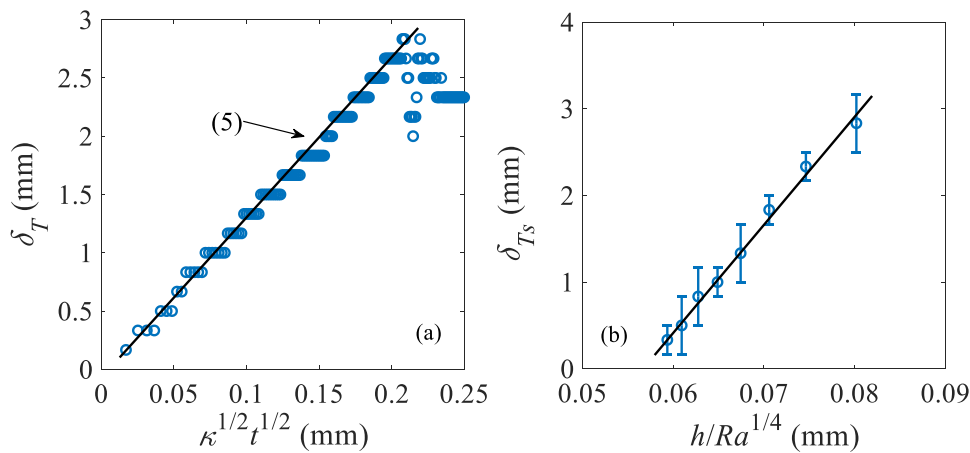 3
2.5
2
1.5
1
0.5
0
δ_T (mm)
(5)
(a)
0 0.05 0.1 0.15 0.2 0.25
κ^{1/2}t^{1/2} (mm)
4
3
2
1
0
δ_{Ts} (mm)
(b)
0.05 0.06 0.07 0.08 0.09
h/Ra^{1/4} (mm)